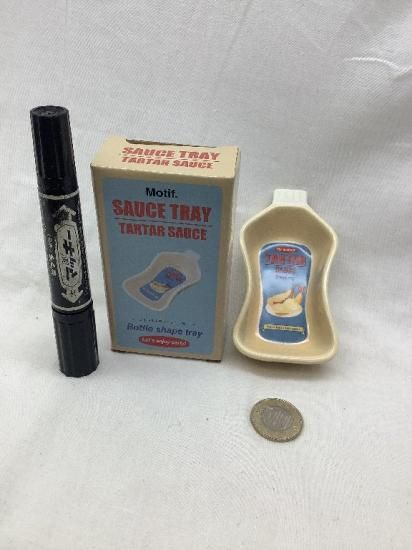 SAUCE TRAY
TARTAR SAUCE
Motif.
SAUCE TRAY
TARTAR SAUCE
Bottle shape tray
Let's enjoy sauce!
TARTAR
Sauce
マッキー